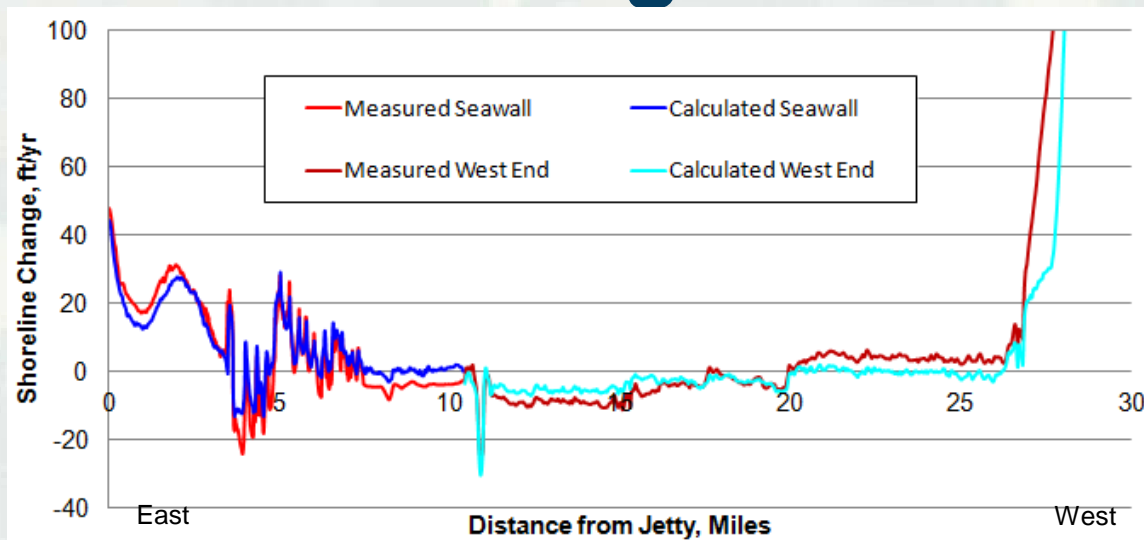 100
80
60
40
20
0
-20
-40
Shoreline Change, ft/yr
Measured Seawall Calculated Seawall
Measured West End Calculated West End
0 5 10 15 20 25 30
East Distance from Jetty, Miles West